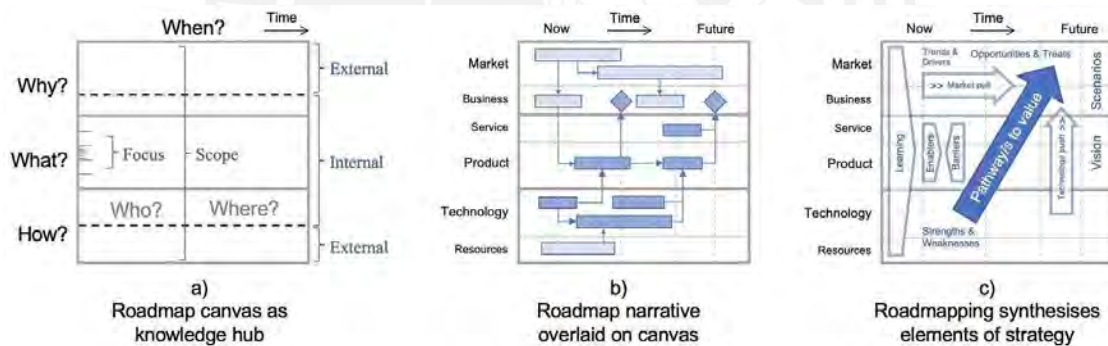 When?
Time
Why?
What?
How?
Focus
Scope
Who?
Where?
External
Internal
External
a)
Roadmap canvas as
knowledge hub
Now
Time
Future
Market
Business
Service
Product
Technology
Resources
b)
Roadmap narrative
overlaid on canvas
Now
Time
Future
Market
Business
Service
Product
Technology
Resources
Trends &
Drivers
Opportunities & Treats
>> Market pull
Learning
Enablers
Barriers
Pathway/s to value
Technology push >>
Scenarios
Vision
Strengths &
Weaknesses
c)
Roadmapping synthesises
elements of strategy